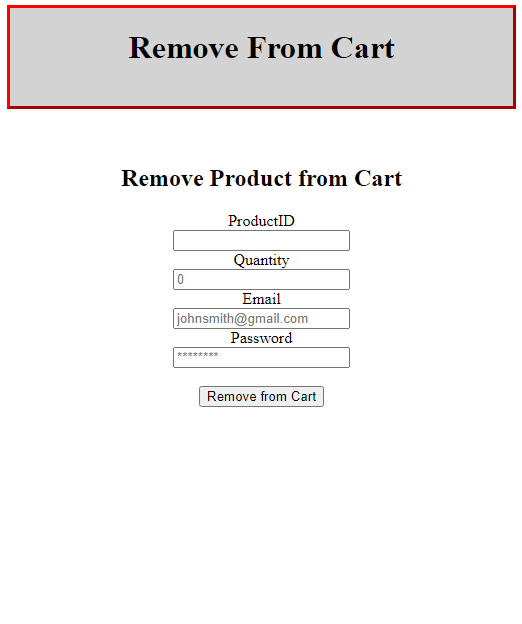 Remove From Cart
Remove Product from Cart
ProductID
Quantity
0
Email
johnsmith@gmail.com
Password
********
Remove from Cart